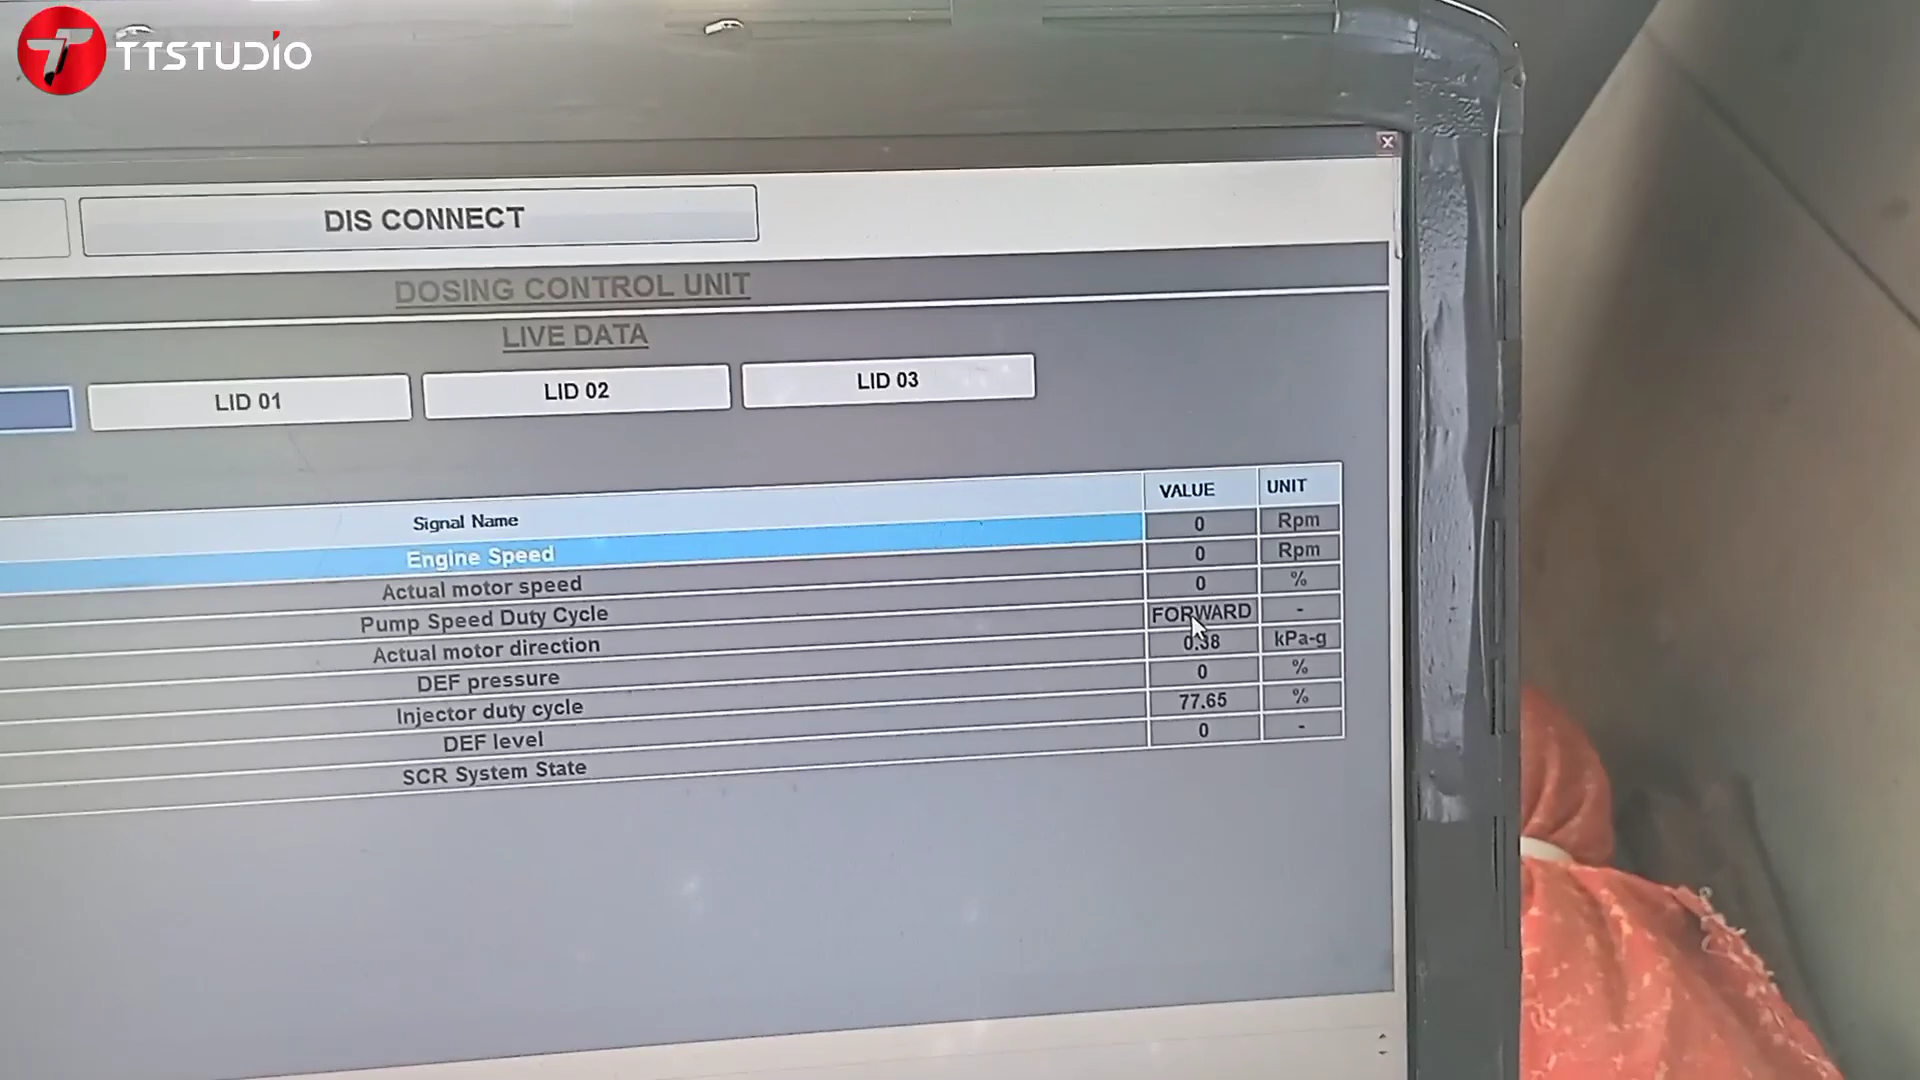 TTSTUDIO
DIS CONNECT
DOSING CONTROL UNIT
LIVE DATA
LID 01 LID 02 LID 03
Signal Name VALUE UNIT
Engine Speed 0 Rpm
Actual motor speed 0 Rpm
Pump Speed Duty Cycle 0 %
Actual motor direction FORWARD -
DEF pressure 0.38 kPa-g
Injector duty cycle 0 %
DEF level 77.65 %
SCR System State 0 -